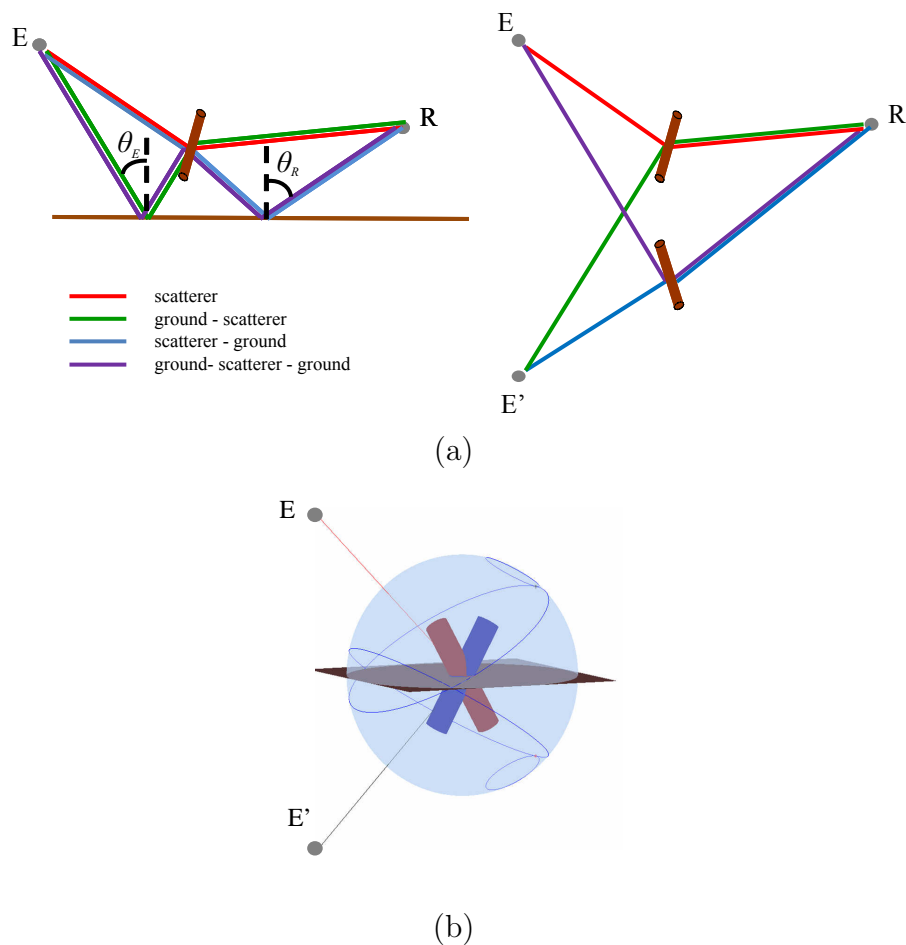 E
E
R
R
θ_E
θ_R
scatterer
ground - scatterer
scatterer - ground
ground- scatterer - ground
E'
(a)
E
E'
(b)